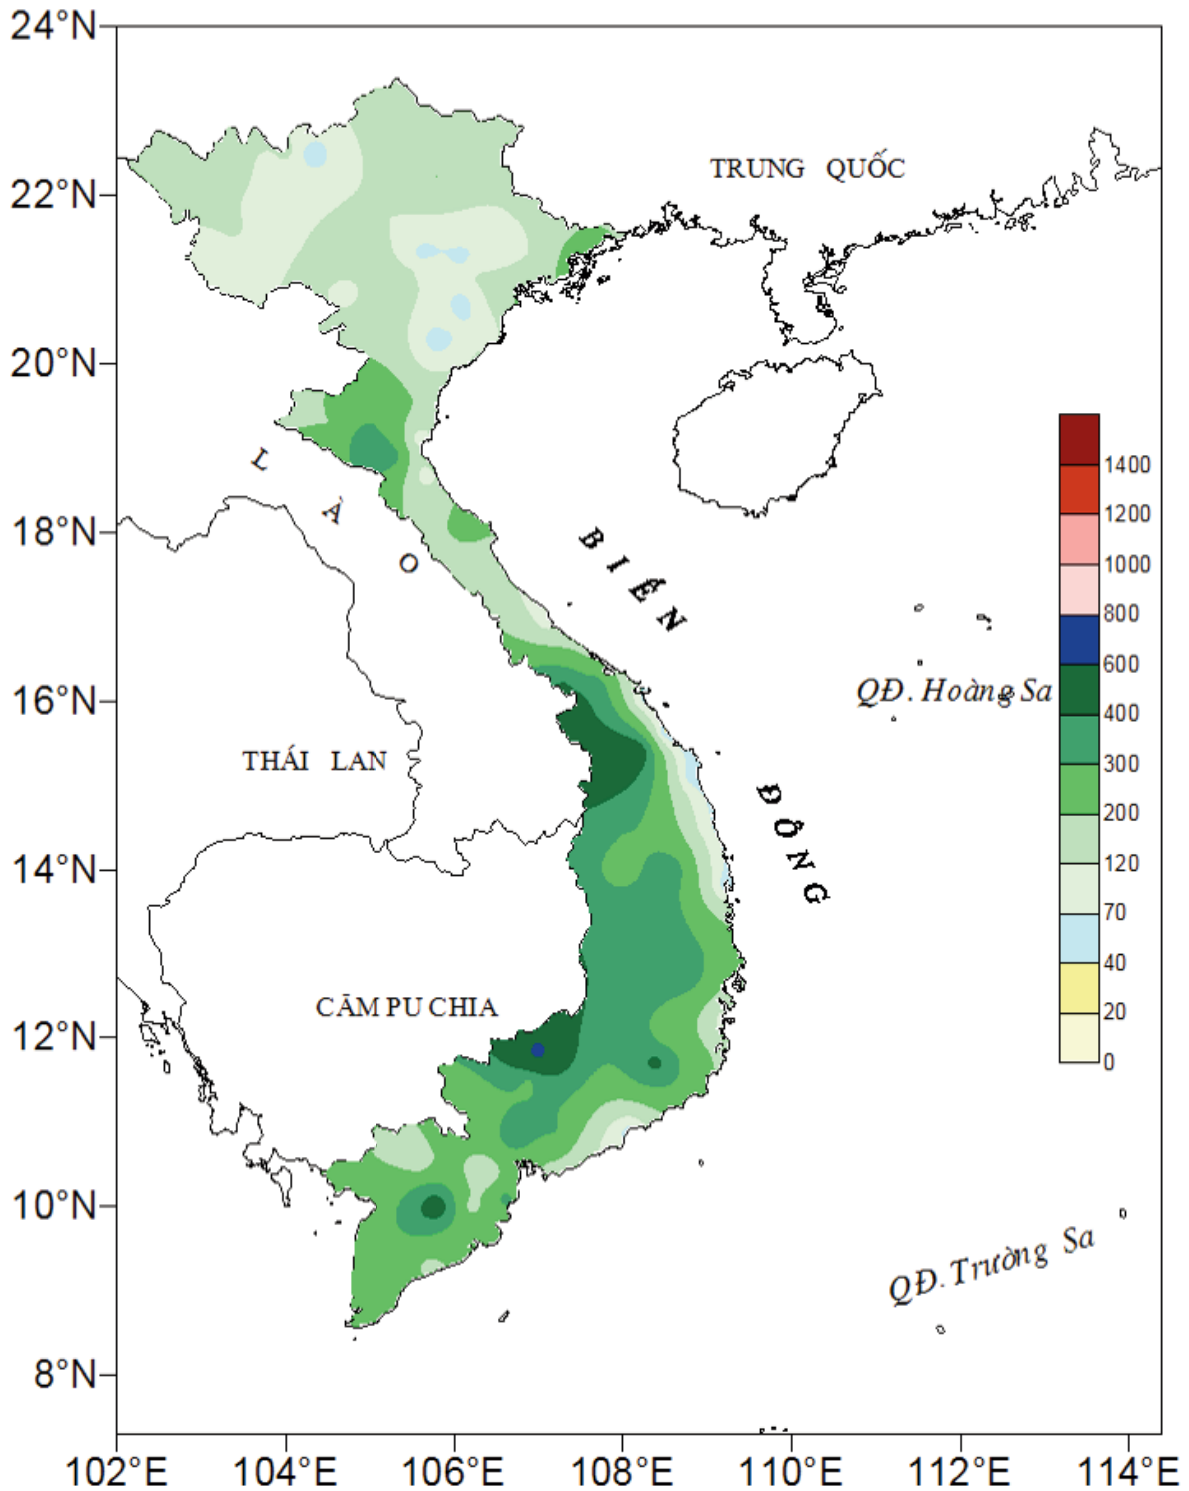 24°N
22°N
20°N
18°N
16°N
14°N
12°N
10°N
8°N
TRUNG QUỐC
LÀO
BIỂN
ĐÔNG
QĐ. Hoàng Sa
THÁI LAN
CĂM PU CHIA
QĐ. Trường Sa
1400
1200
1000
800
600
400
300
200
120
70
40
20
0
102°E
104°E
106°E
108°E
110°E
112°E
114°E